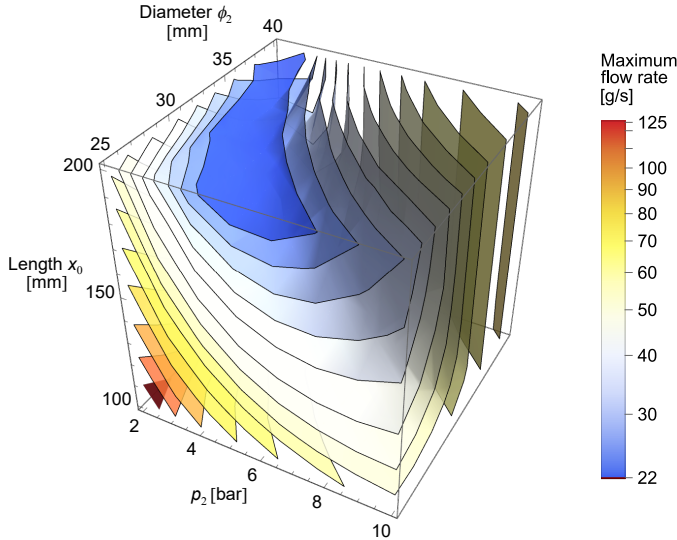 Diameter ϕ₂
[mm]
40
35
30
25
200
Length x₀
[mm]
150
100
2
4
6
8
10
p₂ [bar]
Maximum
flow rate
[g/s]
125
100
90
80
70
60
50
40
30
22